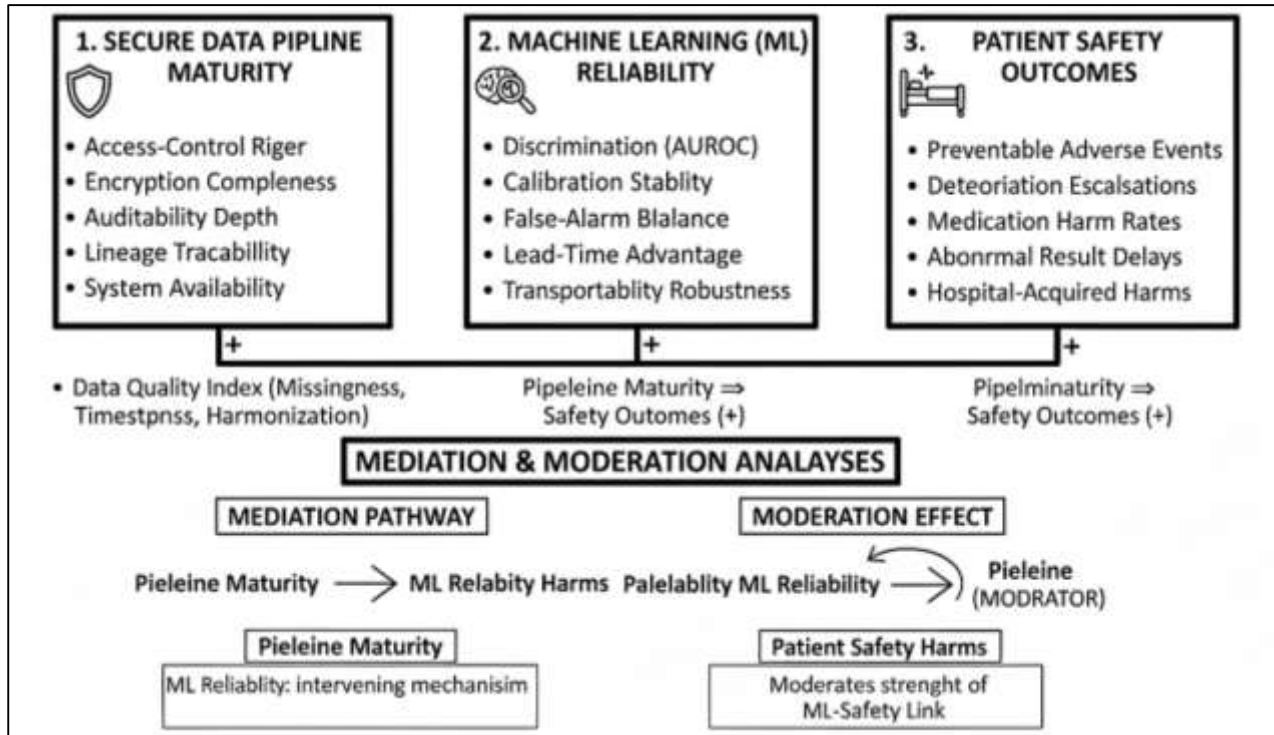 1. SECURE DATA PIPLINE
MATURITY
• Access-Control Riger
• Encryption Compleness
• Auditability Depth
• Lineage Tracabillity
• System Availability
2. MACHINE LEARNING (ML)
RELIABILITY
• Discrimination (AUROC)
• Calibration Stablity
• False-Alarm Blalance
• Lead-Time Advantage
• Transportablity Robustness
3. PATIENT SAFETY
OUTCOMES
• Preventable Adverse Events
• Deteoriation Escalsations
• Medication Harm Rates
• Abonrmal Result Delays
• Hospital-Acquired Harms
+
+
+
• Data Quality Index (Missingness,
Timestpnss, Harmonization)
Pipeleine Maturity ⇒
Safety Outcomes (+)
Pipelminaturity ⇒
Safety Outcomes (+)
MEDIATION & MODERATION ANALAYSES
MEDIATION PATHWAY
MODERATION EFFECT
Pieleine Maturity → ML Relabity Harms
Palelablity ML Reliability → Pieleine
(MODRATOR)
Pieleine Maturity
ML Reliablity: intervening mechanisim
Patient Safety Harms
Moderates strenght of
ML-Safety Link